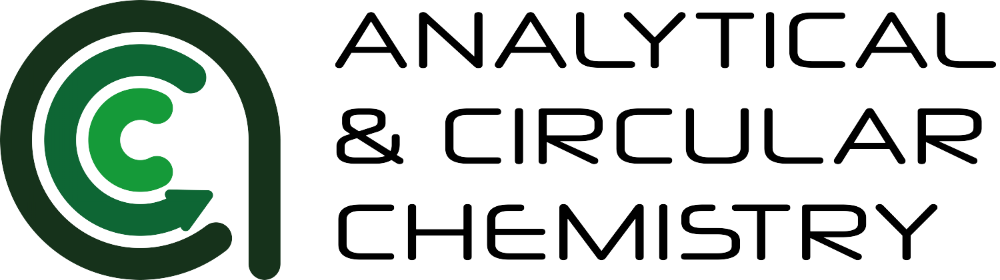 ANALYTICAL
& CIRCULAR
CHEMISTRY